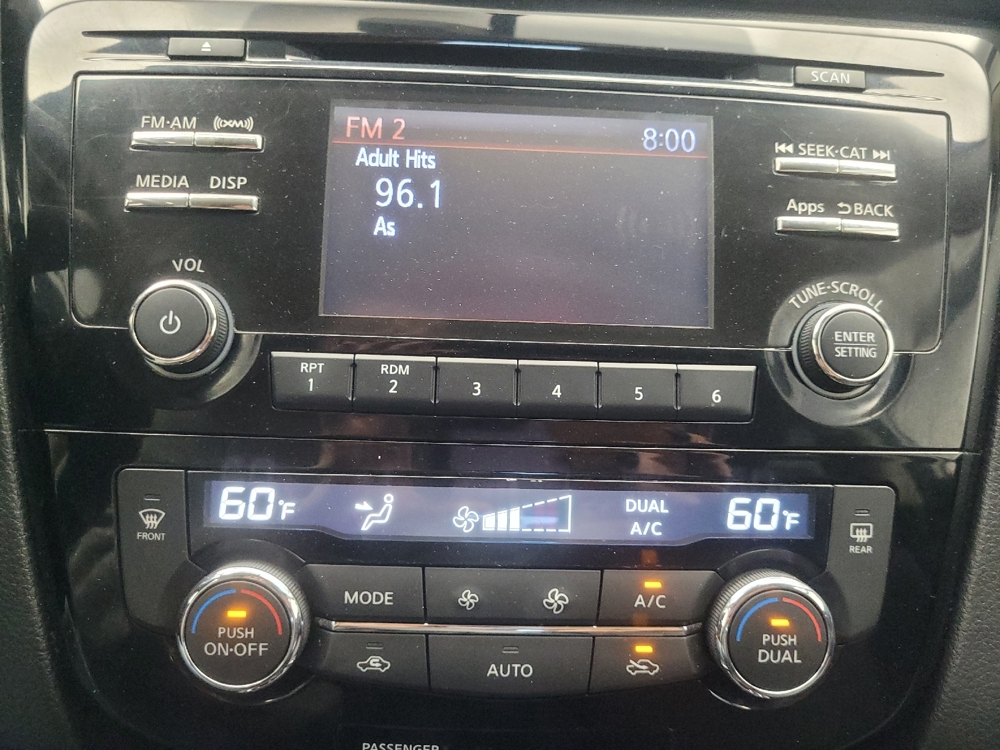 SCAN
FM·AM
((XM))
MEDIA
DISP
VOL
FM 2
8:00
Adult Hits
96.1
As
SEEK·CAT
Apps
BACK
TUNE·SCROLL
ENTER
SETTING
RPT
1
RDM
2
3
4
5
6
FRONT
60°F
DUAL
A/C
60°F
REAR
PUSH
ON·OFF
MODE
A/C
AUTO
PUSH
DUAL
PASSENGER